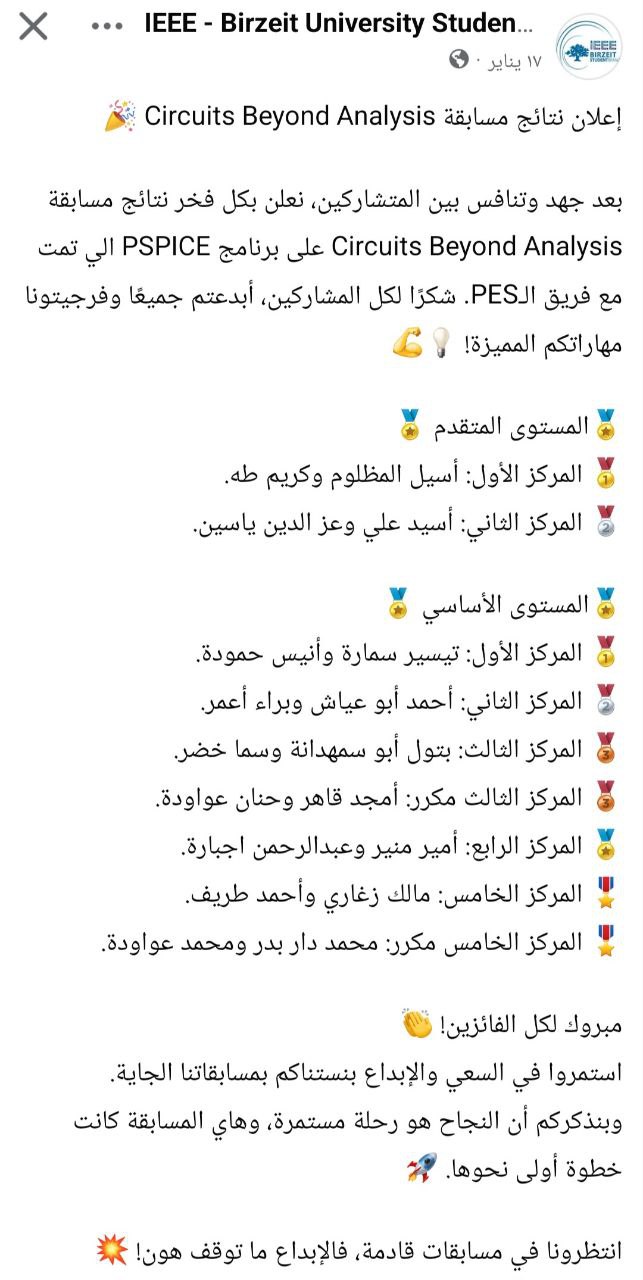 IEEE - Birzeit University Studen...
١٧ يناير ·
IEEE
BIRZEIT
إعلان نتائج مسابقة Circuits Beyond Analysis 🎉
بعد جهد وتنافس بين المتشاركين، نعلن بكل فخر نتائج مسابقة
Circuits Beyond Analysis على برنامج PSPICE الي تمت
مع فريق الـPES. شكرًا لكل المشاركين، أبدعتم جميعًا وفرجيتونا
مهاراتكم المميزة! 💡💪
🏅المستوى المتقدم 🏅
🥇 المركز الأول: أسيل المظلوم وكريم طه.
🥈 المركز الثاني: أسيد علي وعز الدين ياسين.
🏅المستوى الأساسي 🏅
🥇 المركز الأول: تيسير سمارة وأنيس حمودة.
🥈 المركز الثاني: أحمد أبو عياش وبراء أعمر.
🥉 المركز الثالث: بتول أبو سمهدانة وسما خضر.
🥉 المركز الثالث مكرر: أمجد قاهر وحنان عواودة.
🏅 المركز الرابع: أمير منير وعبدالرحمن اجبارة.
🎖 المركز الخامس: مالك زغاري وأحمد طريف.
🎖 المركز الخامس مكرر: محمد دار بدر ومحمد عواودة.
مبروك لكل الفائزين! 👏
استمروا في السعي والإبداع بنستناكم بمسابقاتنا الجاية.
وبنذكركم أن النجاح هو رحلة مستمرة، وهاي المسابقة كانت
خطوة أولى نحوها. 🚀
انتظرونا في مسابقات قادمة، فالإبداع ما توقف هون! 💥